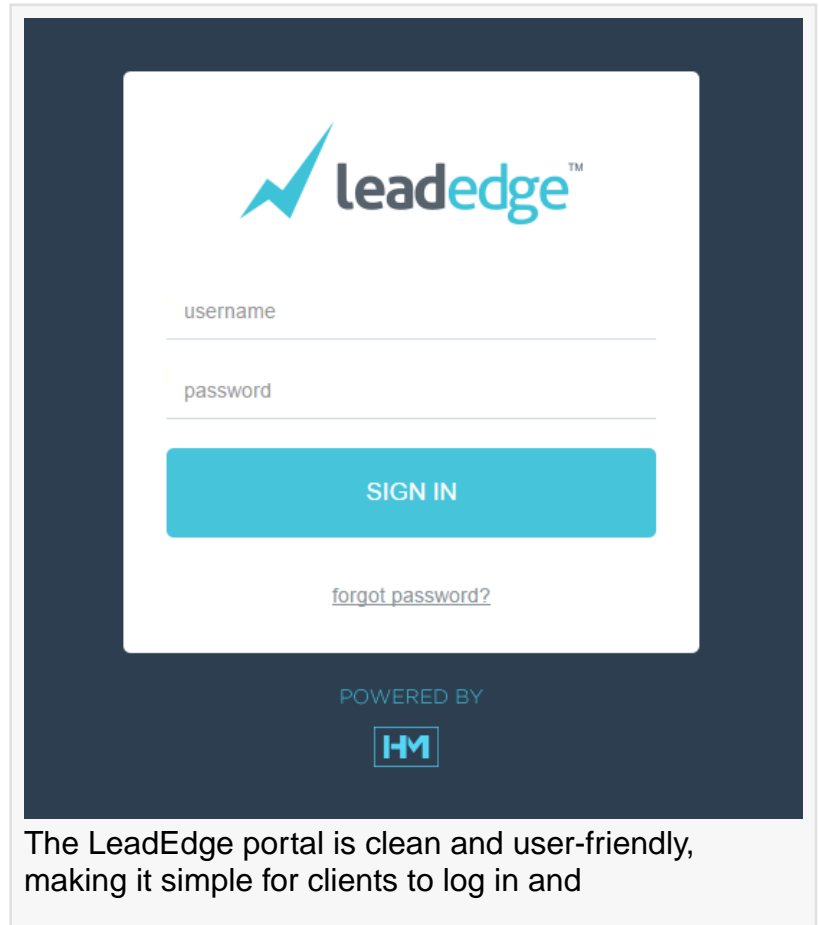 leadedge™
username
password
SIGN IN
forgot password?
POWERED BY
HM
The LeadEdge portal is clean and user-friendly,
making it simple for clients to log in and